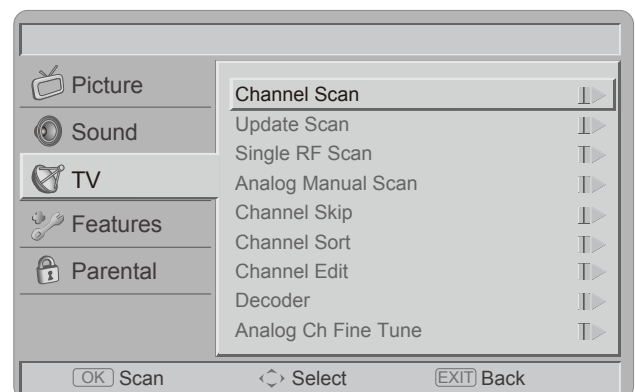 Picture
Sound
TV
Features
Parental
Channel Scan
Update Scan
Single RF Scan
Analog Manual Scan
Channel Skip
Channel Sort
Channel Edit
Decoder
Analog Ch Fine Tune
OK Scan
Select
EXIT Back